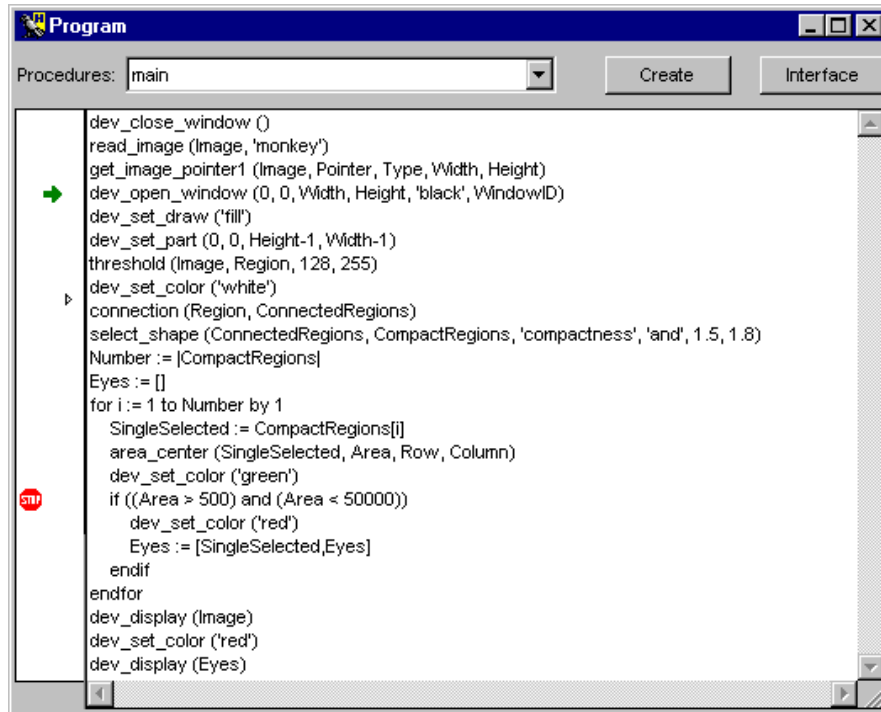 Program
Procedures: main Create Interface
dev_close_window ()
read_image (Image, 'monkey')
get_image_pointer1 (Image, Pointer, Type, Width, Height)
dev_open_window (0, 0, Width, Height, 'black', WindowID)
dev_set_draw ('fill')
dev_set_part (0, 0, Height-1, Width-1)
threshold (Image, Region, 128, 255)
dev_set_color ('white')
connection (Region, ConnectedRegions)
select_shape (ConnectedRegions, CompactRegions, 'compactness', 'and', 1.5, 1.8)
Number := |CompactRegions|
Eyes := []
for i := 1 to Number by 1
SingleSelected := CompactRegions[i]
area_center (SingleSelected, Area, Row, Column)
dev_set_color ('green')
STOP if ((Area > 500) and (Area < 50000))
dev_set_color ('red')
Eyes := [SingleSelected,Eyes]
endif
endfor
dev_display (Image)
dev_set_color ('red')
dev_display (Eyes)